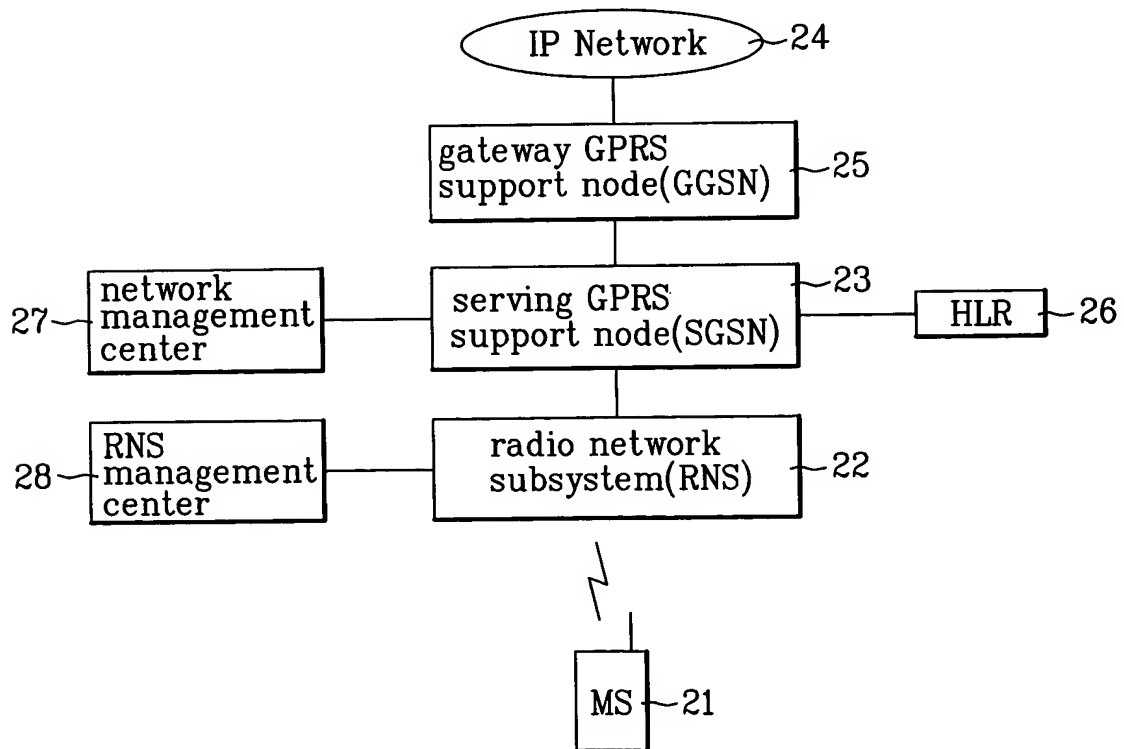 IP Network
24
gateway GPRS
support node(GGSN)
25
network
management
center
27
serving GPRS
support node(SGSN)
23
HLR
26
RNS
management
center
28
radio network
subsystem(RNS)
22
MS
21